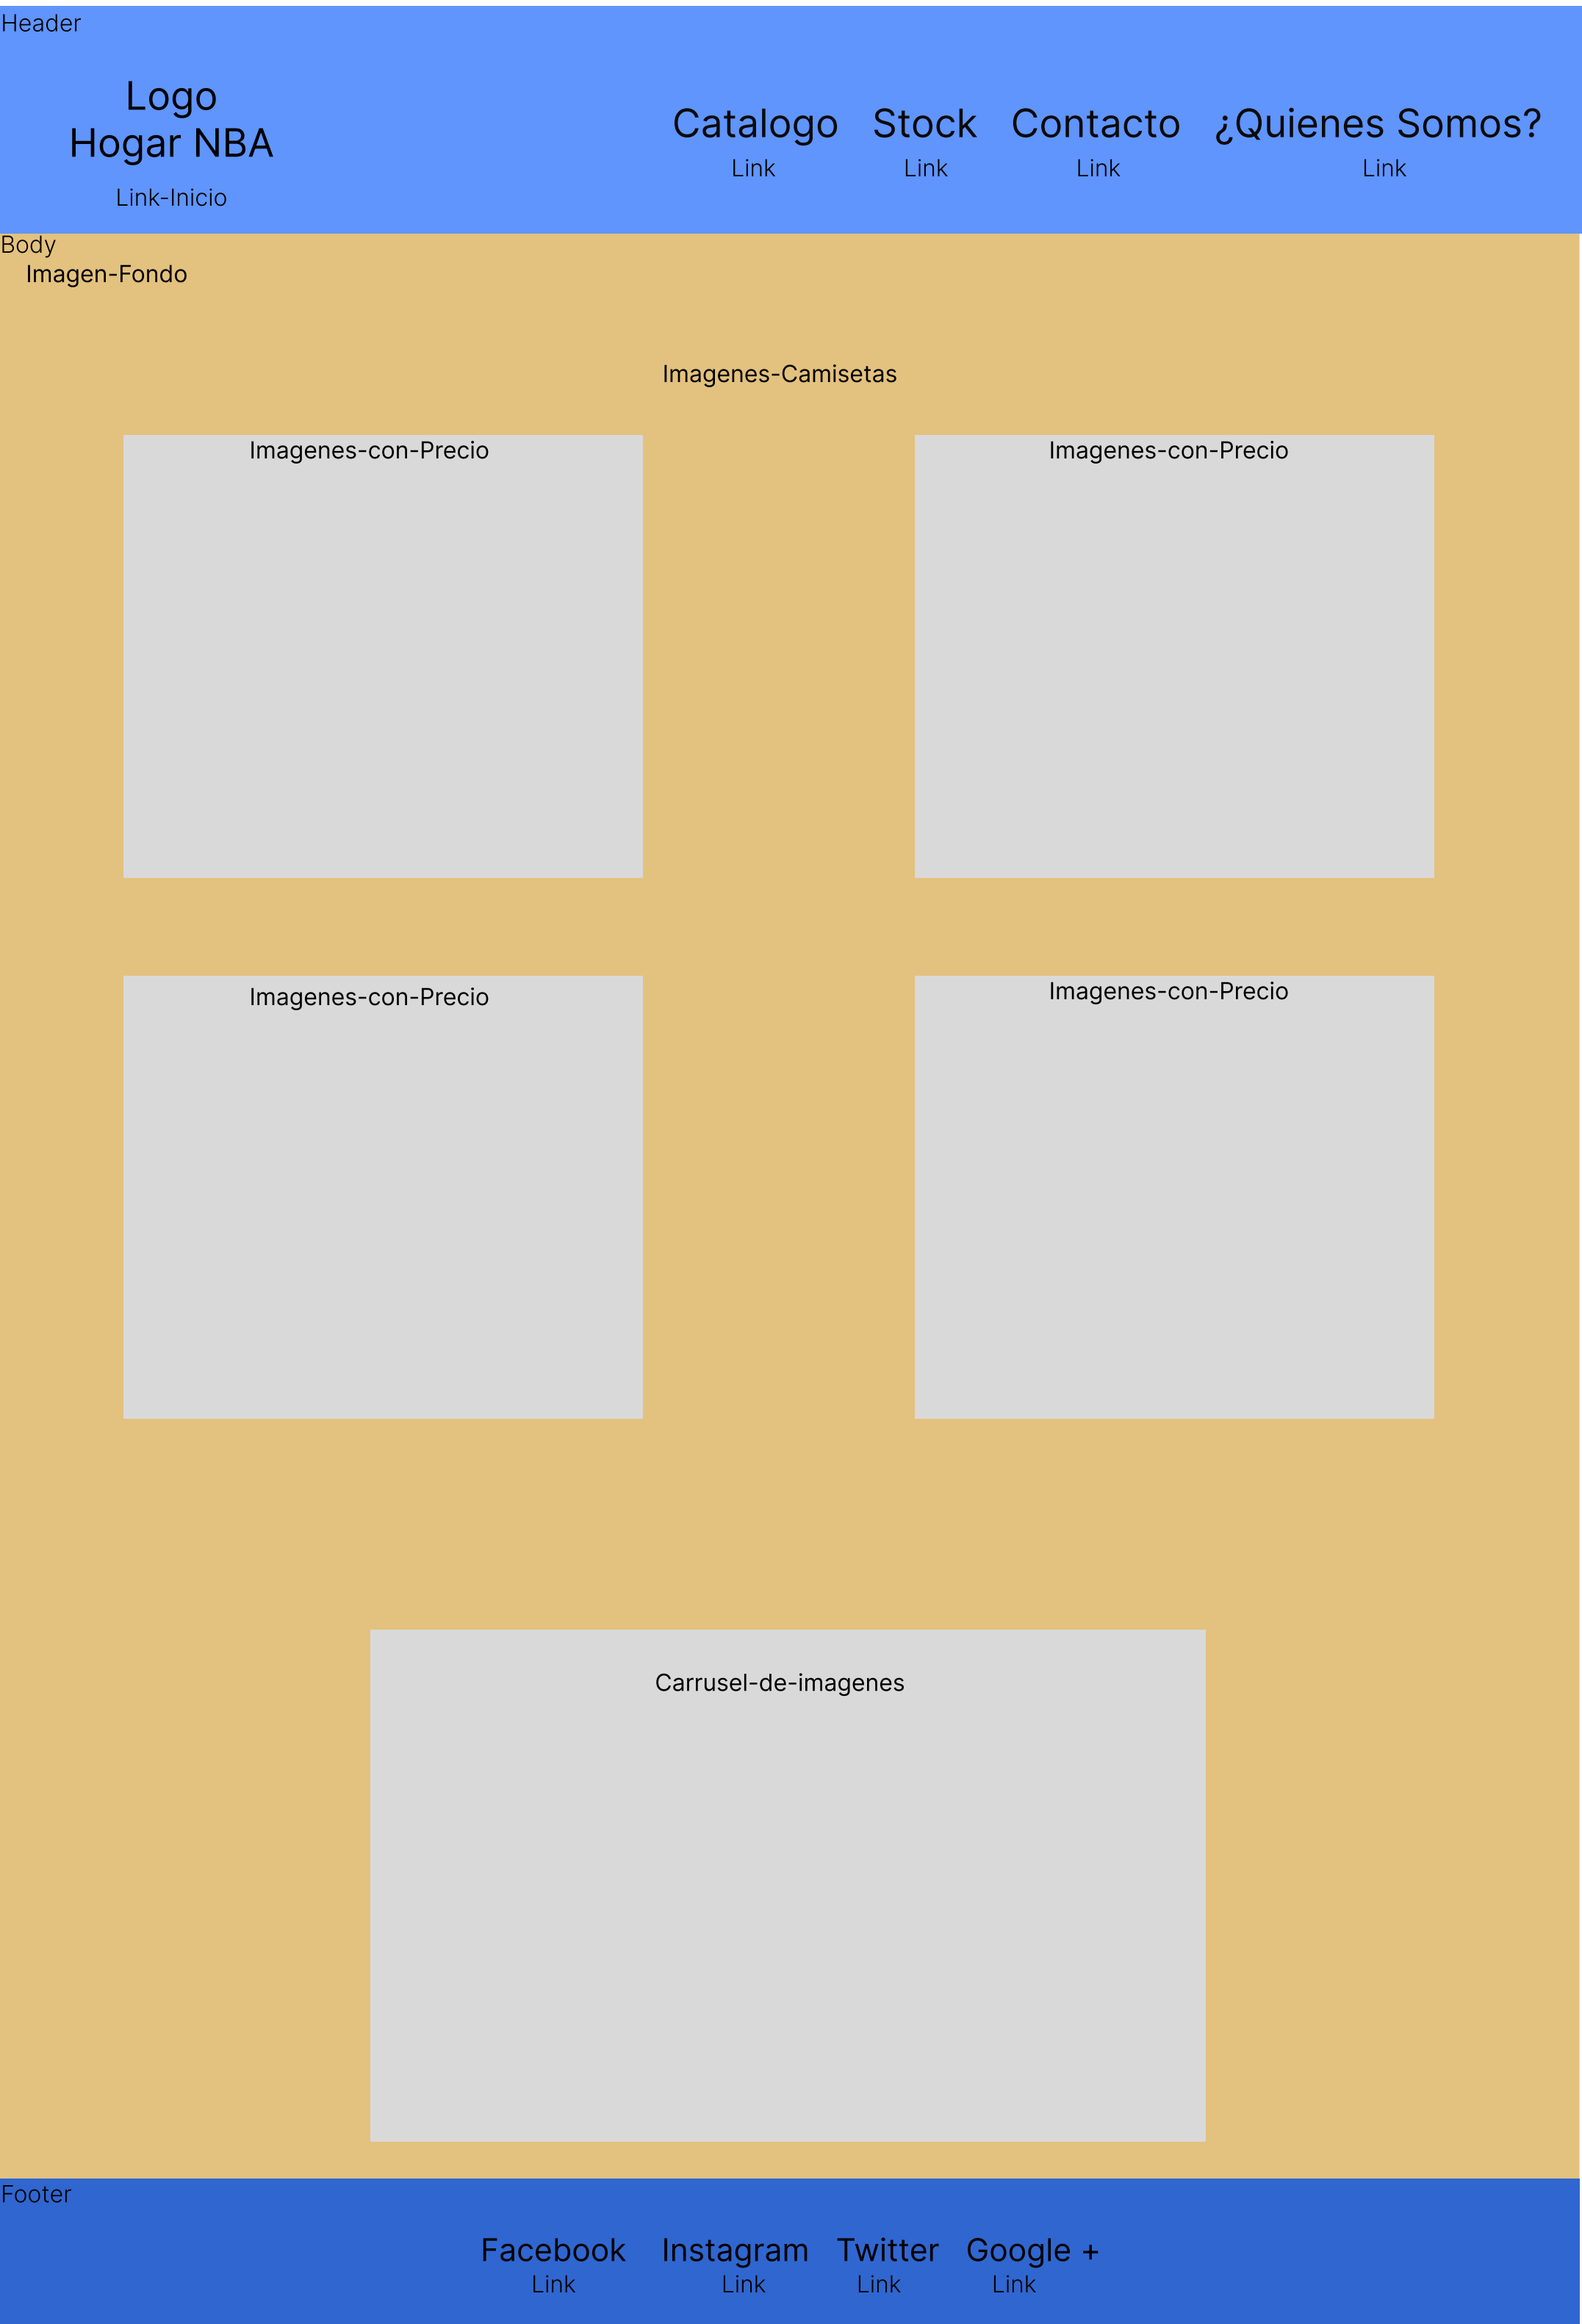 Header
Logo
Hogar NBA
Link-Inicio
Catalogo Stock Contacto ¿Quienes Somos?
Link Link Link Link
Body
Imagen-Fondo
Imagenes-Camisetas
Imagenes-con-Precio Imagenes-con-Precio
Imagenes-con-Precio Imagenes-con-Precio
Carrusel-de-imagenes
Footer
Facebook Instagram Twitter Google +
Link Link Link Link